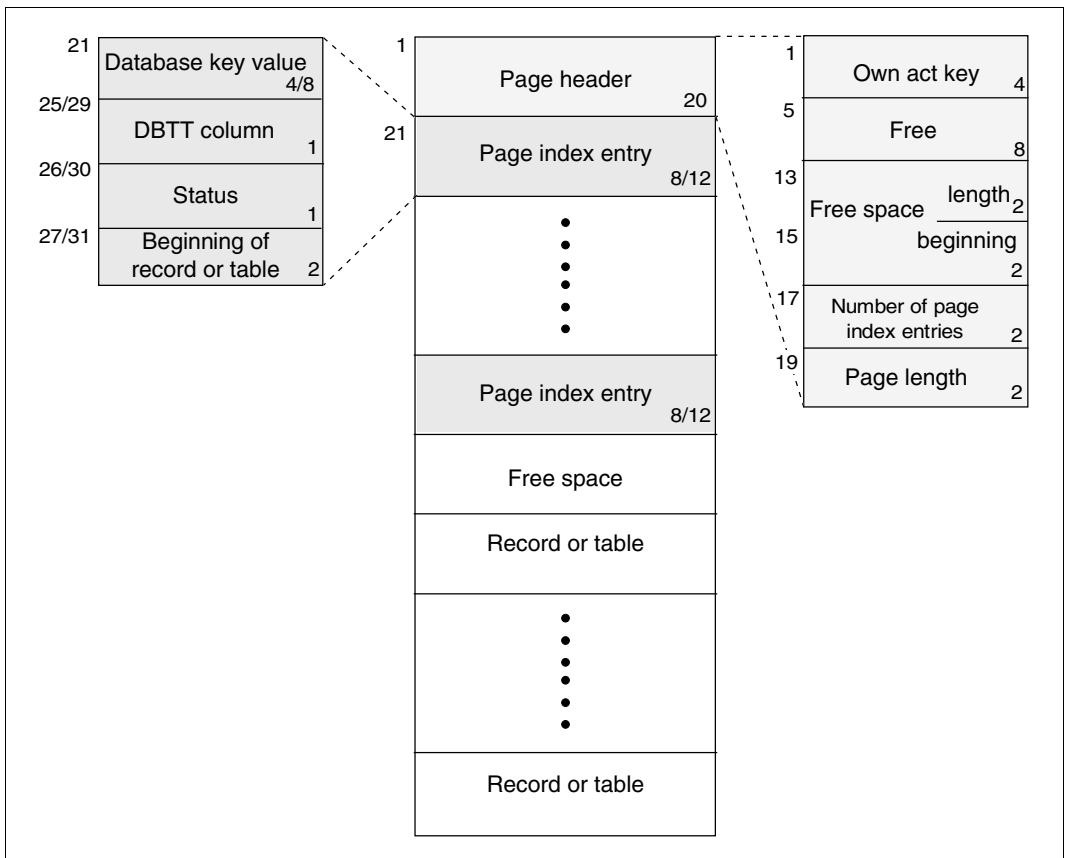 21
Database key value
4/8
25/29
DBTT column
1
26/30
Status
1
27/31
Beginning of
record or table
2
1
Page header
20
21
Page index entry
8/12
Page index entry
8/12
Free space
Record or table
Record or table
1
Own act key
4
5
Free
8
13
Free space
length
2
15
beginning
2
17
Number of page
index entries
2
19
Page length
2